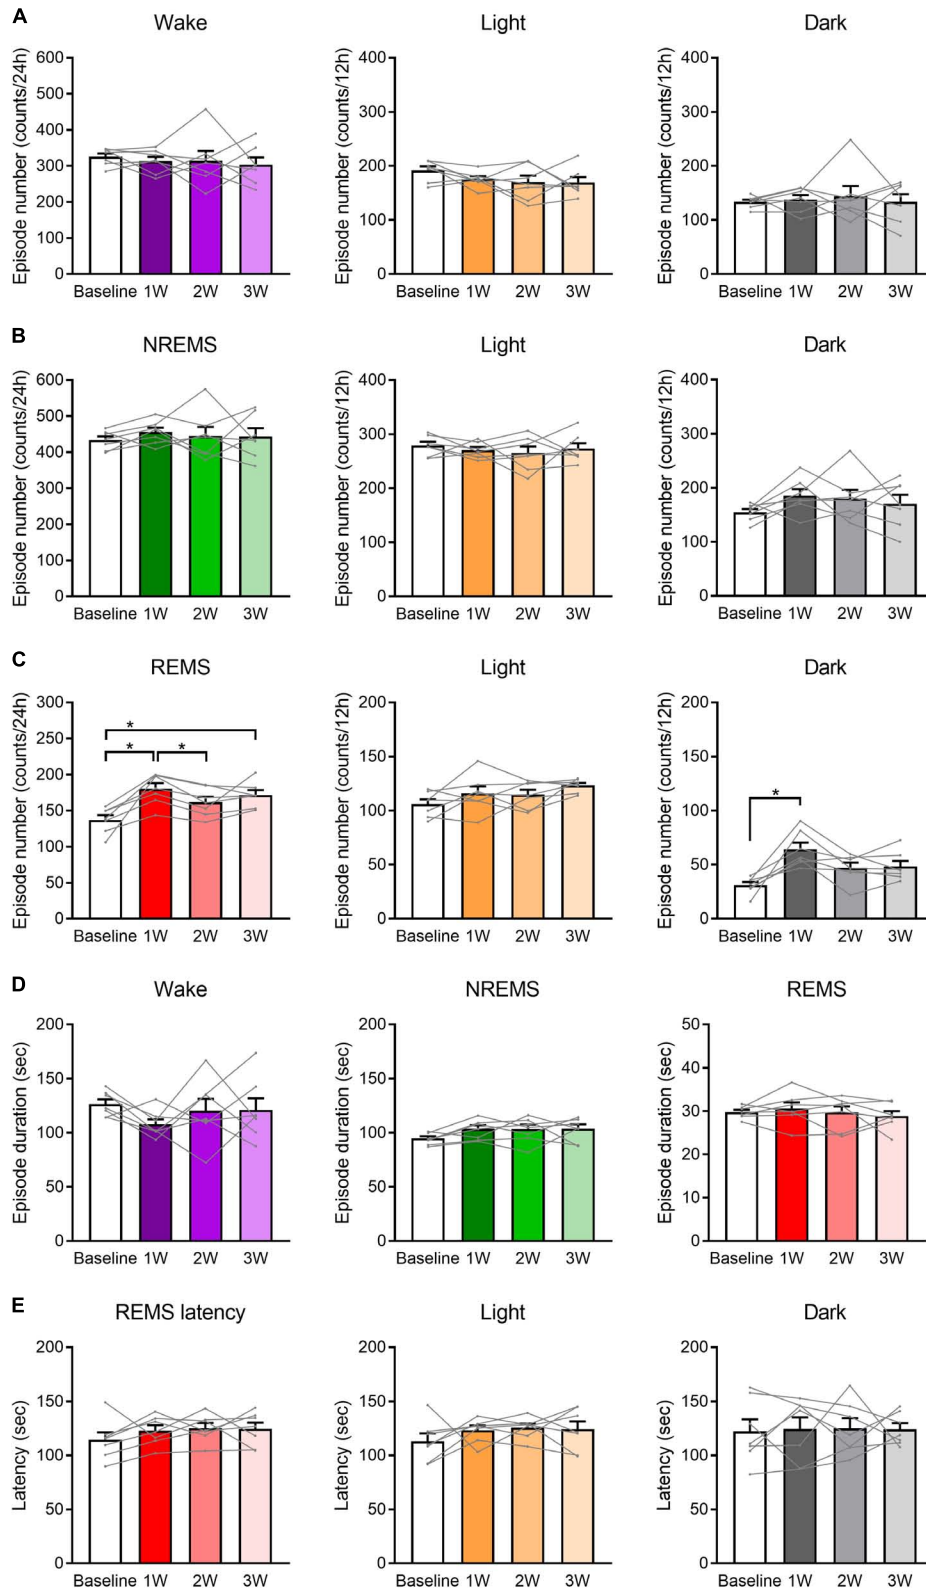 A
Wake
Light
Dark
Episode number (counts/24h)
600
500
400
300
200
100
0
Baseline 1W 2W 3W
Episode number (counts/12h)
400
300
200
100
0
Baseline 1W 2W 3W
Episode number (counts/12h)
400
300
200
100
0
Baseline 1W 2W 3W
B
NREMS
Light
Dark
Episode number (counts/24h)
600
500
400
300
200
100
0
Baseline 1W 2W 3W
Episode number (counts/12h)
400
300
200
100
0
Baseline 1W 2W 3W
Episode number (counts/12h)
400
300
200
100
0
Baseline 1W 2W 3W
C
REMS
Light
Dark
Episode number (counts/24h)
300
250
200
150
100
50
0
*
* *
Baseline 1W 2W 3W
Episode number (counts/12h)
200
150
100
50
0
Baseline 1W 2W 3W
Episode number (counts/12h)
200
150
100
50
0
*
Baseline 1W 2W 3W
D
Wake
NREMS
REMS
Episode duration (sec)
200
150
100
50
0
Baseline 1W 2W 3W
Episode duration (sec)
200
150
100
50
0
Baseline 1W 2W 3W
Episode duration (sec)
50
40
30
20
10
0
Baseline 1W 2W 3W
E
REMS latency
Light
Dark
Latency (sec)
200
150
100
50
0
Baseline 1W 2W 3W
Latency (sec)
200
150
100
50
0
Baseline 1W 2W 3W
Latency (sec)
200
150
100
50
0
Baseline 1W 2W 3W